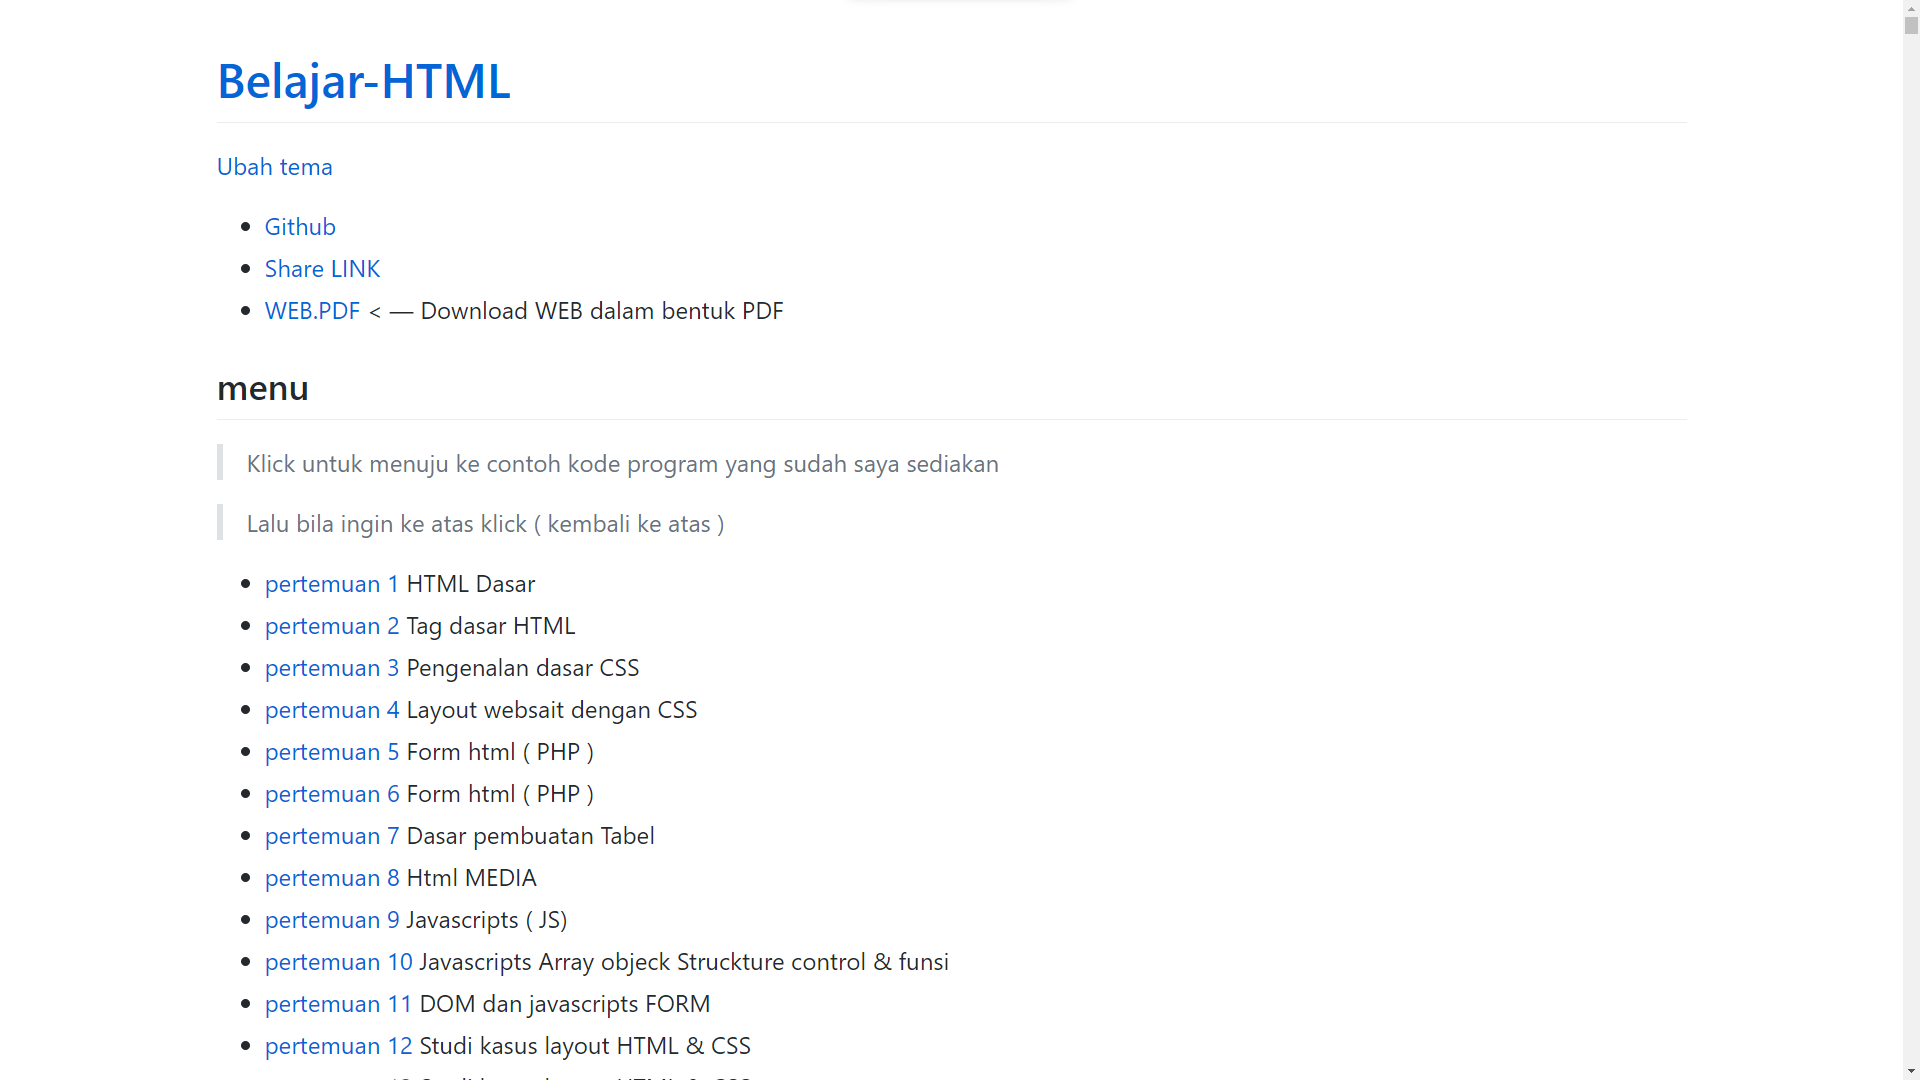 Belajar-HTML
Ubah tema
Github
Share LINK
WEB.PDF < — Download WEB dalam bentuk PDF
menu
Klick untuk menuju ke contoh kode program yang sudah saya sediakan
Lalu bila ingin ke atas klick ( kembali ke atas )
pertemuan 1 HTML Dasar
pertemuan 2 Tag dasar HTML
pertemuan 3 Pengenalan dasar CSS
pertemuan 4 Layout websait dengan CSS
pertemuan 5 Form html ( PHP )
pertemuan 6 Form html ( PHP )
pertemuan 7 Dasar pembuatan Tabel
pertemuan 8 Html MEDIA
pertemuan 9 Javascripts ( JS)
pertemuan 10 Javascripts Array objeck Struckture control & funsi
pertemuan 11 DOM dan javascripts FORM
pertemuan 12 Studi kasus layout HTML & CSS